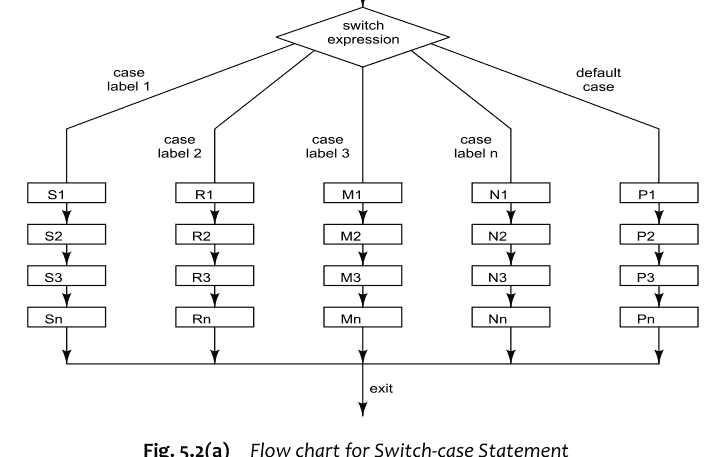 switch
expression
case
label 1
default
case
case
label 2
case
label 3
case
label n
S1
R1
M1
N1
P1
S2
R2
M2
N2
P2
S3
R3
M3
N3
P3
Sn
Rn
Mn
Nn
Pn
exit
Fig. 5.2(a) Flow chart for Switch-case Statement